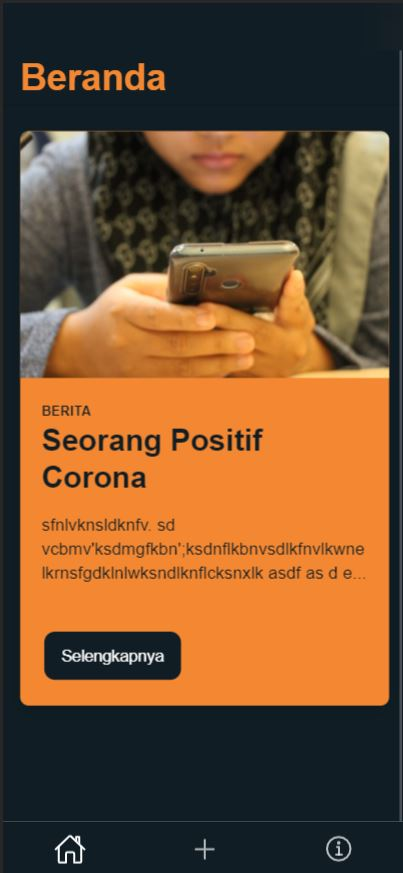 Beranda
BERITA
Seorang Positif
Corona
sfnlvknsldknfv. sd
vcbmv'ksdmgfkbn';ksdnflkbnvsdlkfnvlkwne
lkrnsfgdklnlwksndlknflcksnxlk asdf as d e...
Selengkapnya